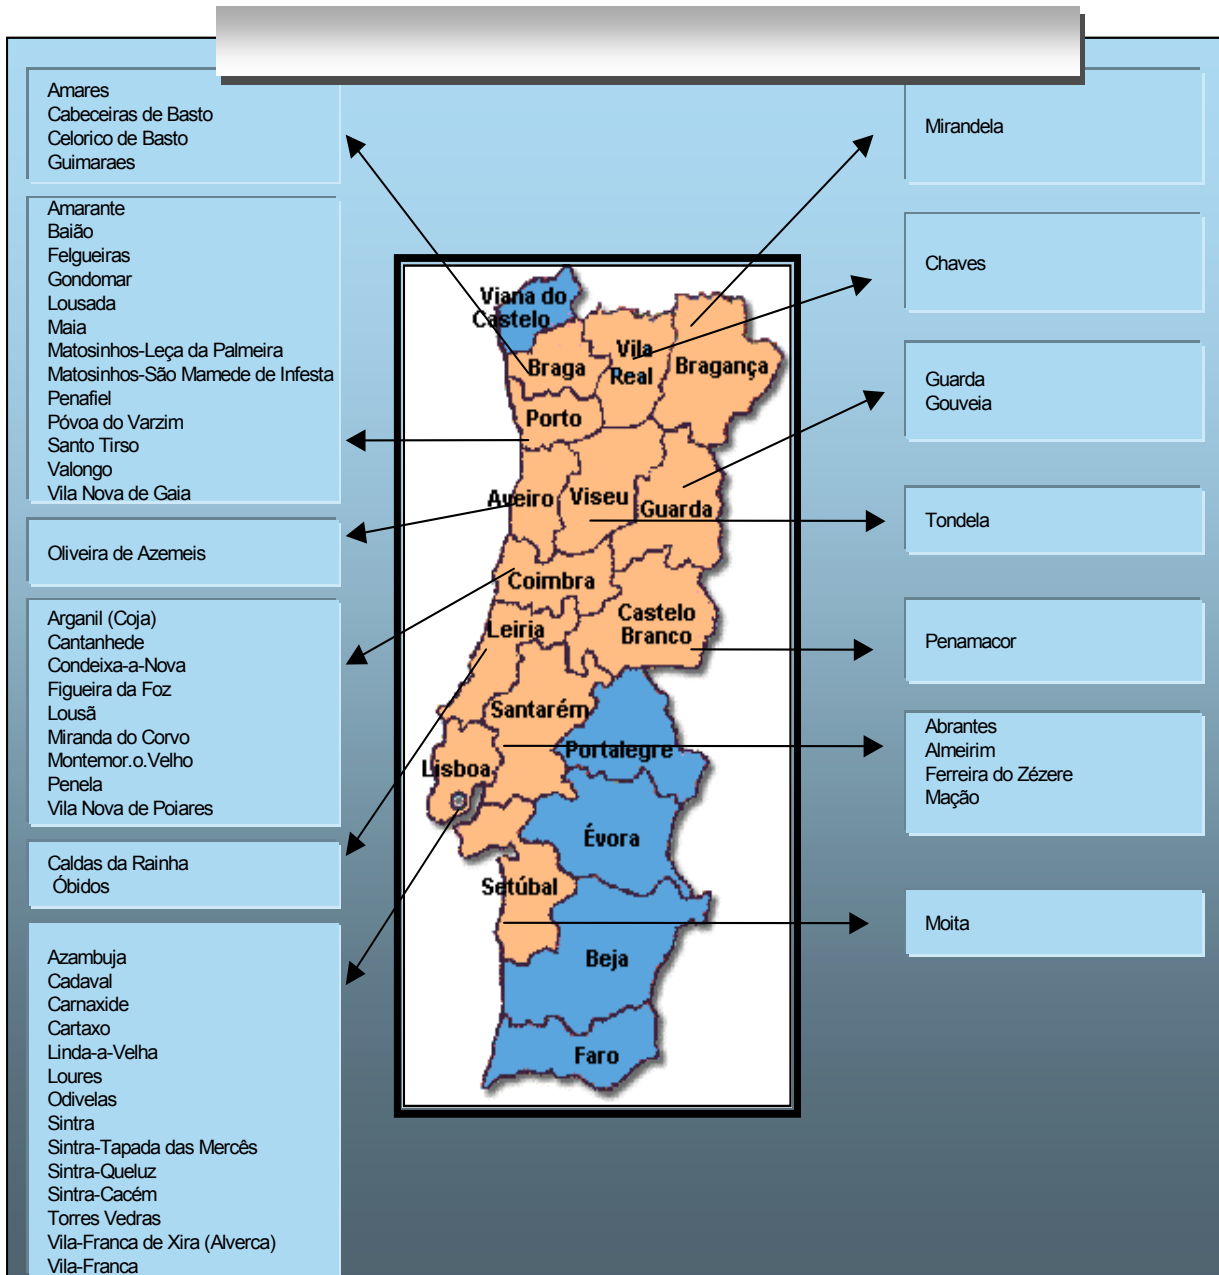 Amares
Cabeceiras de Basto
Celorico de Basto
Guimaraes
Amarante
Baião
Felgueiras
Gondomar
Lousada
Maia
Matosinhos-Leça da Palmeira
Matosinhos-São Mamede de Infesta
Penafiel
Póvoa do Varzim
Santo Tirso
Valongo
Vila Nova de Gaia
Oliveira de Azemeis
Arganil (Coja)
Cantanhede
Condeixa-a-Nova
Figueira da Foz
Lousã
Miranda do Corvo
Montemor.o.Velho
Penela
Vila Nova de Poiares
Caldas da Rainha
Óbidos
Azambuja
Cadaval
Carnaxide
Cartaxo
Linda-a-Velha
Loures
Odivelas
Sintra
Sintra-Tapada das Mercês
Sintra-Queluz
Sintra-Cacém
Torres Vedras
Vila-Franca de Xira (Alverca)
Vila-Franca
Viana do
Castelo
Braga
Vila
Real
Bragança
Porto
Aveiro
Viseu
Guarda
Coimbra
Leiria
Castelo
Branco
Santarém
Portalegre
Lisboa
Évora
Setúbal
Beja
Faro
Mirandela
Chaves
Guarda
Gouveia
Tondela
Penamacor
Abrantes
Almeirim
Ferreira do Zézere
Mação
Moita